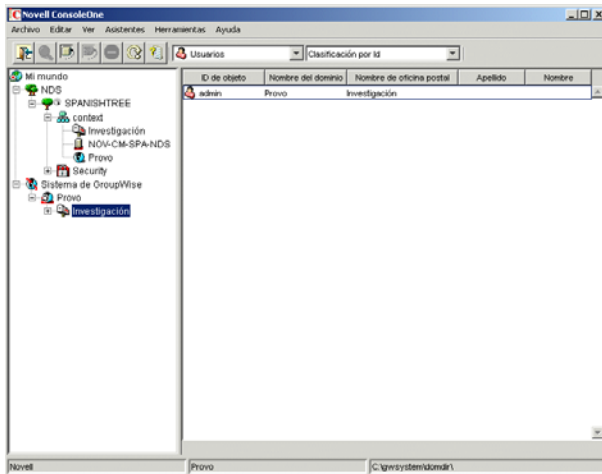 Novell ConsoleOne
Archivo Editar Ver Asistentes Herramientas Ayuda
Usuarios Clasificación por Id
Mi mundo
NDS
SPANISHTREE
context
Investigación
NOV-CM-SPA-NDS
Provo
Security
Sistema de GroupWise
Provo
Investigación
ID de objeto Nombre del dominio Nombre de oficina postal Apellido Nombre
admin Provo Investigación
Novell Provo C:\gwsystem\domdir\